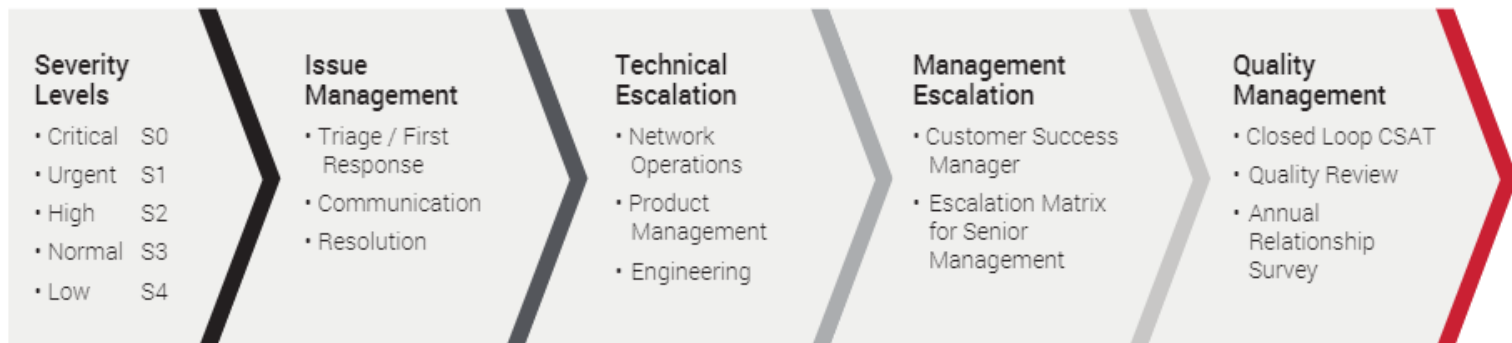 Severity
Levels
• Critical S0
• Urgent S1
• High S2
• Normal S3
• Low S4
Issue
Management
• Triage / First
Response
• Communication
• Resolution
Technical
Escalation
• Network
Operations
• Product
Management
• Engineering
Management
Escalation
• Customer Success
Manager
• Escalation Matrix
for Senior
Management
Quality
Management
• Closed Loop CSAT
• Quality Review
• Annual
Relationship
Survey